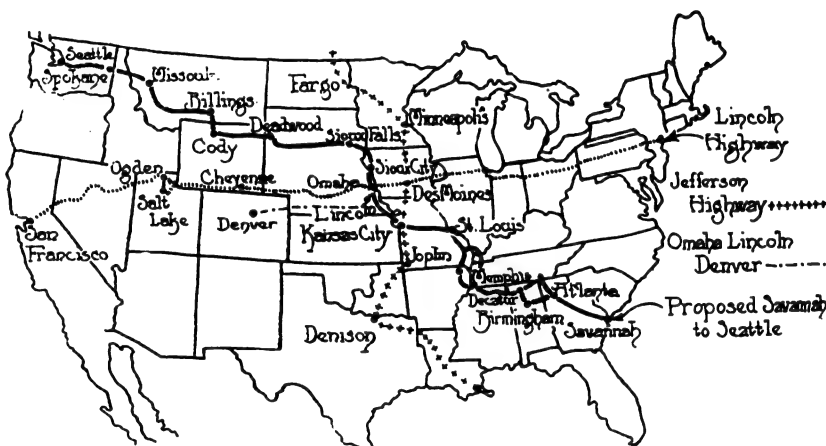 Seattle
Spokane
Missoul
Billings
Cody
Deadwood
Fargo
Minneapolis
Sioux Falls
Sioux City
Ogden
Salt
Lake
Cheyenne
Omaha
Des Moines
Denver
Lincoln
Kansas City
St. Louis
San
Francisco
Joplin
Memphis
Decatur
Birmingham
Atlanta
Savannah
Denison
Lincoln
Highway
Jefferson
Highway
Omaha Lincoln
Denver
Proposed Savannah
to Seattle